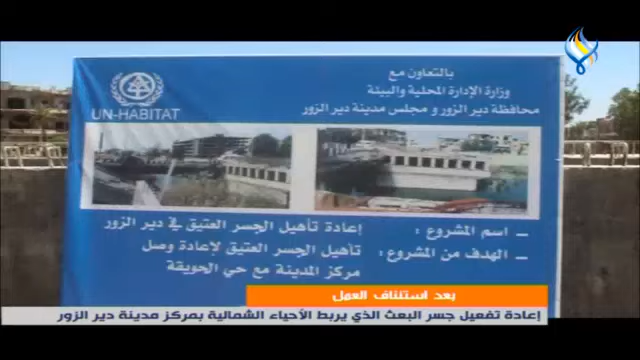 بالتعاون مع
وزارة الإدارة المحلية والبيئة
محافظة دير الزور و مجلس مدينة دير الزور
UN-HABITAT
ـ اسم المشروع : إعادة تأهيل الجسر العتيق في دير الزور
ـ الهدف من المشروع : تأهيل الجسر العتيق لإعادة وصل
مركز المدينة مع حي الحويقة
بعد استئناف العمل
إعادة تفعيل جسر البعث الذي يربط الأحياء الشمالية بمركز مدينة دير الزور